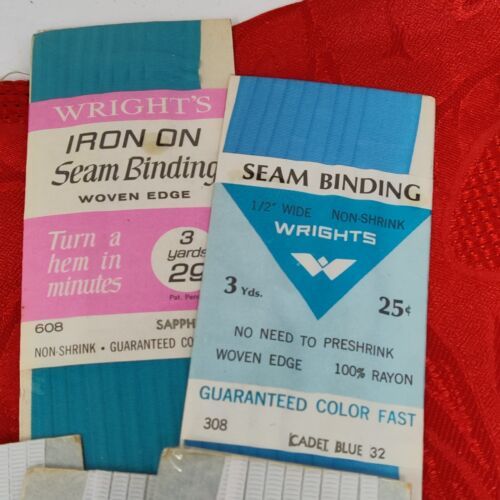 WRIGHT'S
IRON ON
Seam Binding
WOVEN EDGE
Turn a
hem in
minutes
3
yards
29
Pat. Pen
608
SAPPH
NON-SHRINK • GUARANTEED CO
SEAM BINDING
1/2" WIDE NON-SHRINK
WRIGHTS
W
3 Yds.
25¢
NO NEED TO PRESHRINK
WOVEN EDGE 100% RAYON
GUARANTEED COLOR FAST
308
CADET BLUE 32